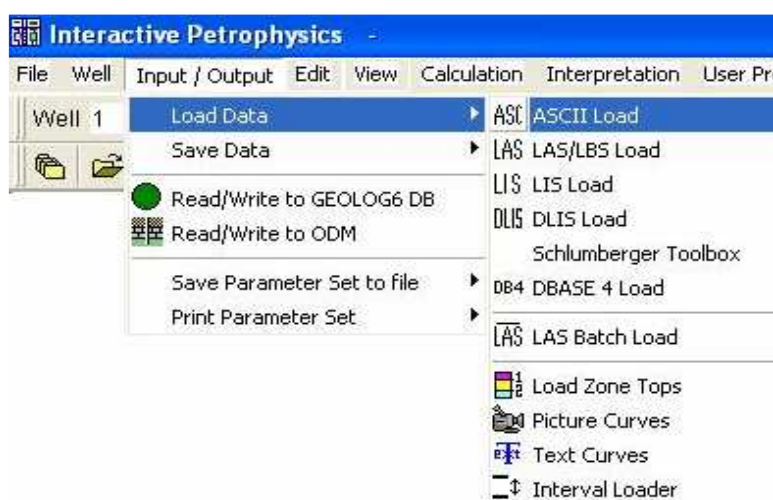 Interactive Petrophysics -
File Well Input / Output Edit View Calculation Interpretation User Pr
Well 1
Load Data
Save Data
Read/Write to GEOLOG6 DB
Read/Write to ODM
Save Parameter Set to file
Print Parameter Set
ASC ASCII Load
LAS LAS/LBS Load
LIS LIS Load
DLIS DLIS Load
Schlumberger Toolbox
DB4 DBASE 4 Load
LAS LAS Batch Load
1 2 Load Zone Tops
Picture Curves
Text Text Curves
Interval Loader